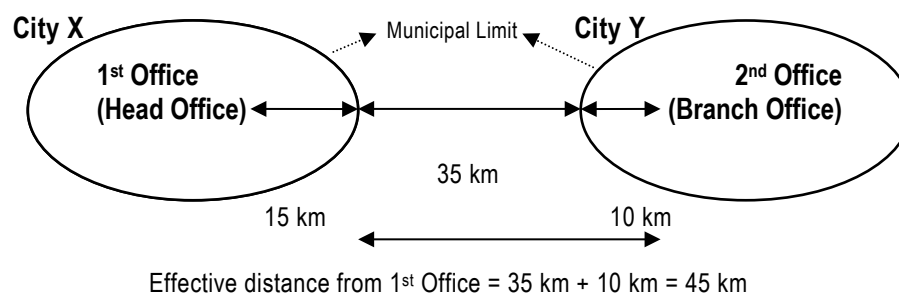 City X
Municipal Limit
City Y
1st Office
(Head Office)
2nd Office
(Branch Office)
35 km
15 km
10 km
Effective distance from 1st Office = 35 km + 10 km = 45 km